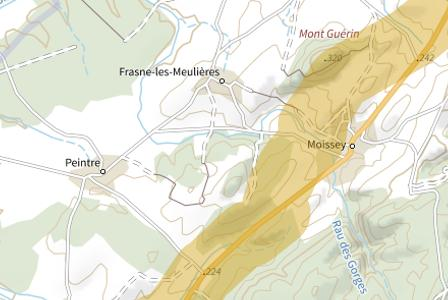 Mont Guérin
320
242
Frasne-les-Meulières
Moissey
Peintre
Rau des Gorges
224